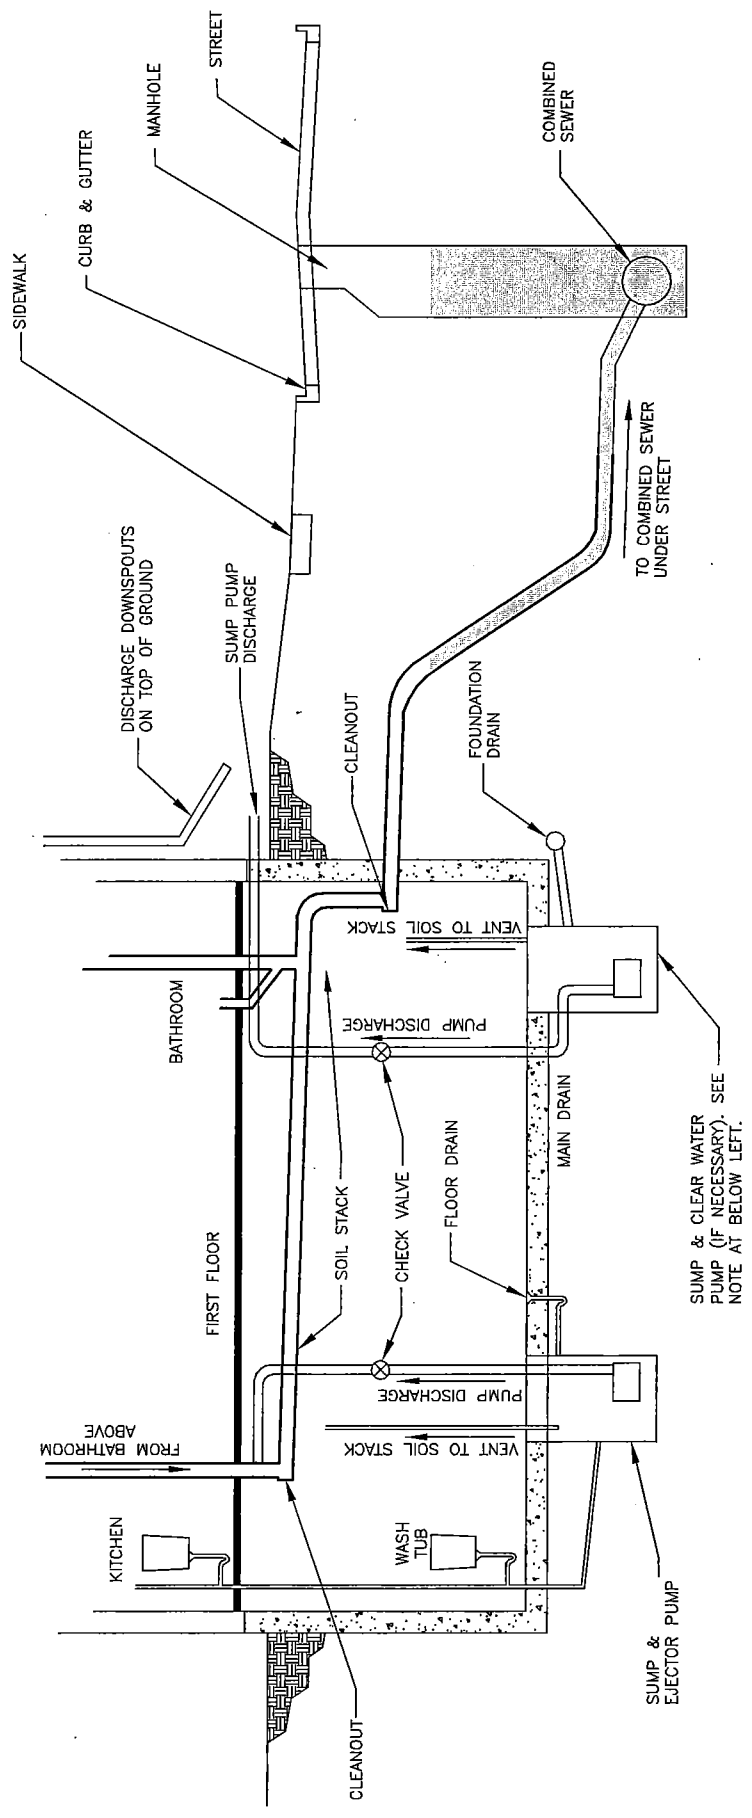 KITCHEN
FROM BATHROOM
ABOVE
FIRST FLOOR
BATHROOM
DISCHARGE DOWNSPOUTS
ON TOP OF GROUND
SUMP PUMP
DISCHARGE
SIDEWALK
CURB & GUTTER
MANHOLE
STREET
CLEANOUT
WASH
TUB
VENT TO SOIL STACK
PUMP DISCHARGE
SOIL STACK
CHECK VALVE
FLOOR DRAIN
PUMP DISCHARGE
VENT TO SOIL STACK
CLEANOUT
FOUNDATION
DRAIN
MAIN DRAIN
TO COMBINED SEWER
UNDER STREET
COMBINED
SEWER
SUMP &
EJECTOR PUMP
SUMP & CLEAR WATER
PUMP (IF NECESSARY). SEE
NOTE AT BELOW LEFT.